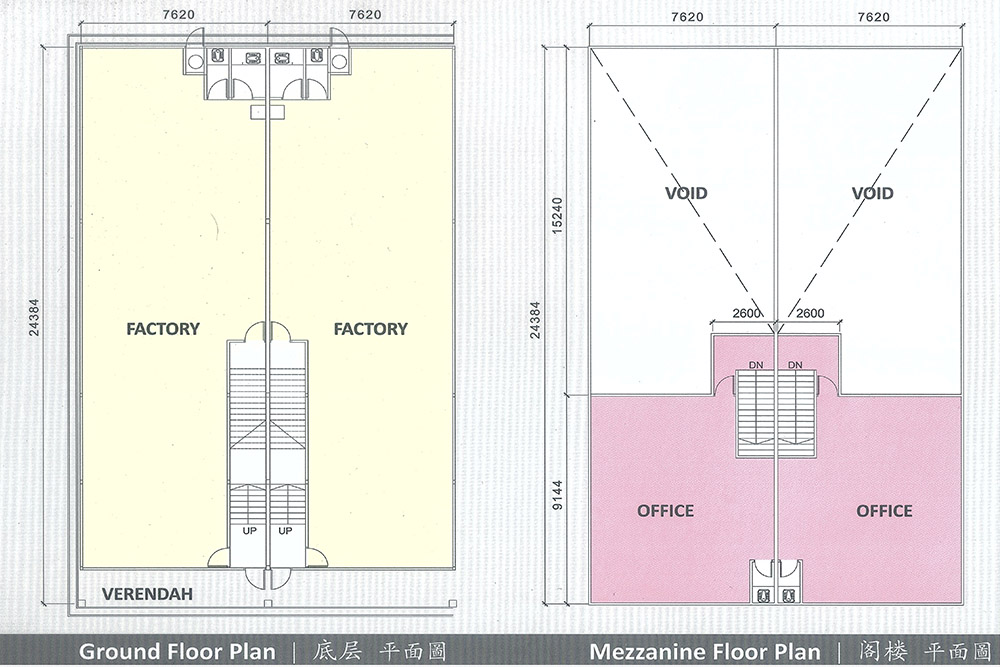 7620 7620
24384
FACTORY FACTORY
UP UP
VERENDAH
Ground Floor Plan | 底层 平面圖
7620 7620
15240
24384
VOID VOID
2600 2600
DN DN
9144
OFFICE OFFICE
Mezzanine Floor Plan | 阁楼 平面圖